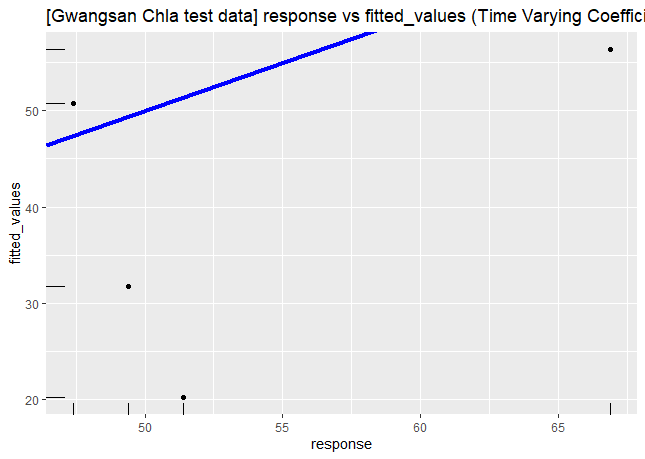 [Gwangsan Chla test data] response vs fitted_values (Time Varying Coeffici
50
40
30
20
fitted_values
50
55
60
65
response